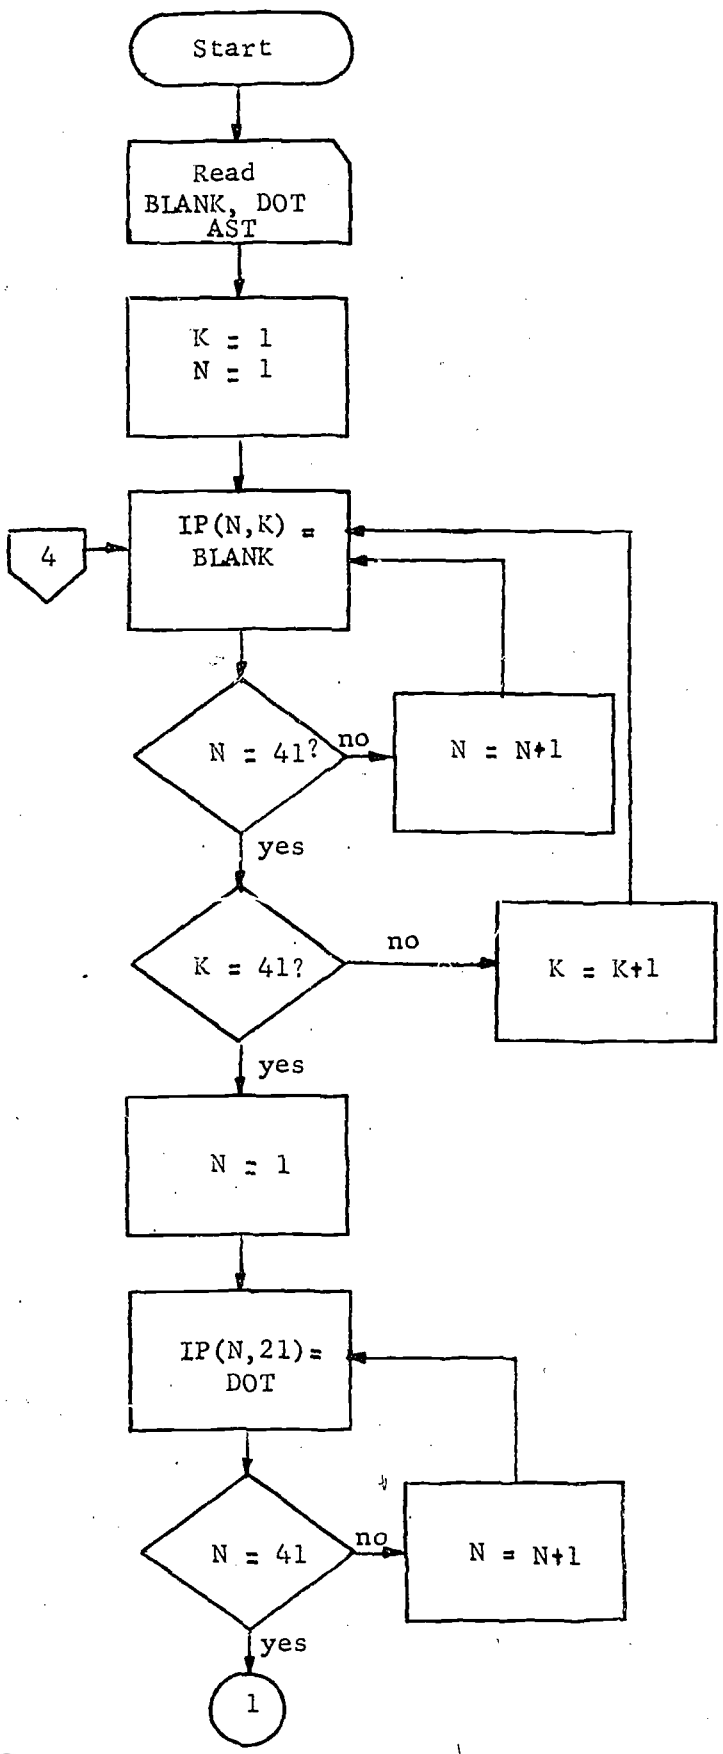 Start
Read
BLANK, DOT
AST
K = 1
N = 1
4
IP(N,K) =
BLANK
N = 41?
no
N = N+1
yes
K = 41?
no
K = K+1
yes
N = 1
IP(N,21)=
DOT
N = 41
no
N = N+1
yes
1